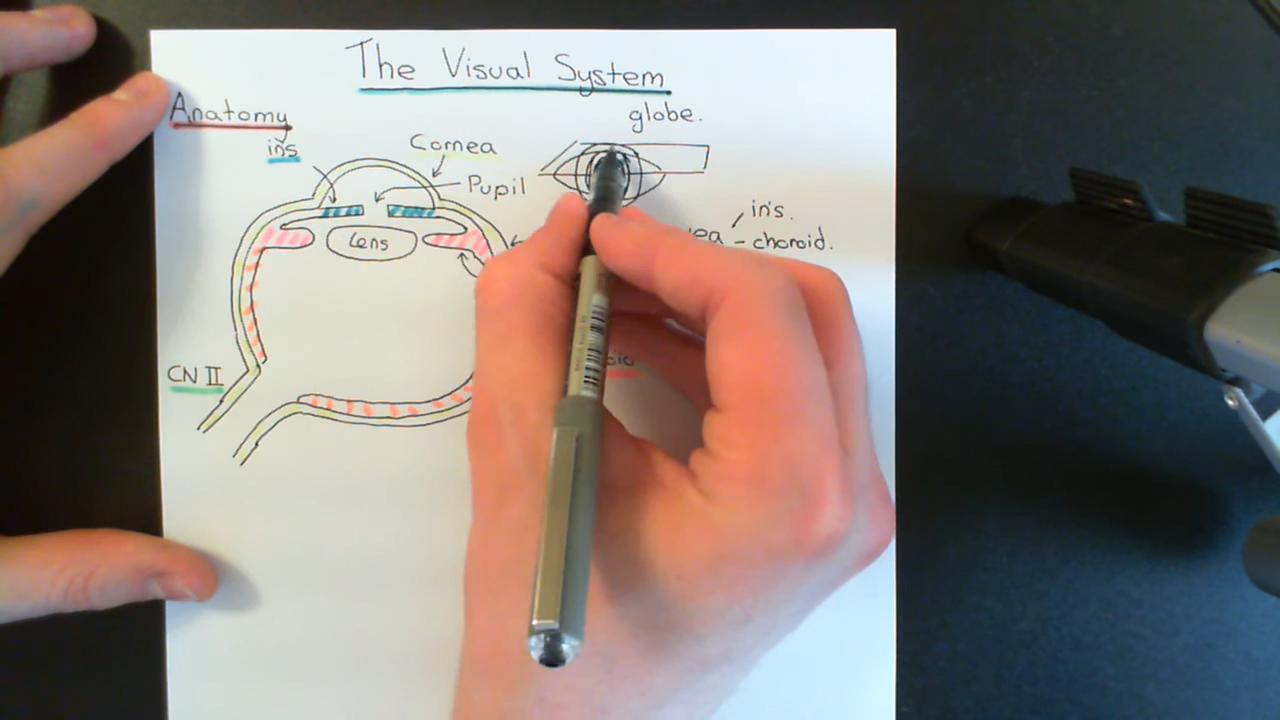 The Visual System
globe.
Anatomy
iris
Cornea
Pupil
iris.
choroid.
Lens
CN II